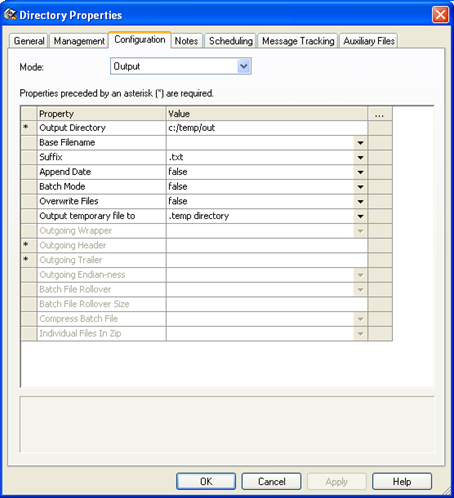 Directory Properties
General Management Configuration Notes Scheduling Message Tracking Auxiliary Files
Mode: Output
Properties preceded by an asterisk (*) are required.
Property Value ...
* Output Directory c:/temp/out
Base Filename
Suffix .txt
Append Date false
Batch Mode false
Overwrite Files false
Output temporary file to .temp directory
Outgoing Wrapper
* Outgoing Header
* Outgoing Trailer
Outgoing Endian-ness
Batch File Rollover
Batch File Rollover Size
Compress Batch File
Individual Files In Zip
OK Cancel Apply Help